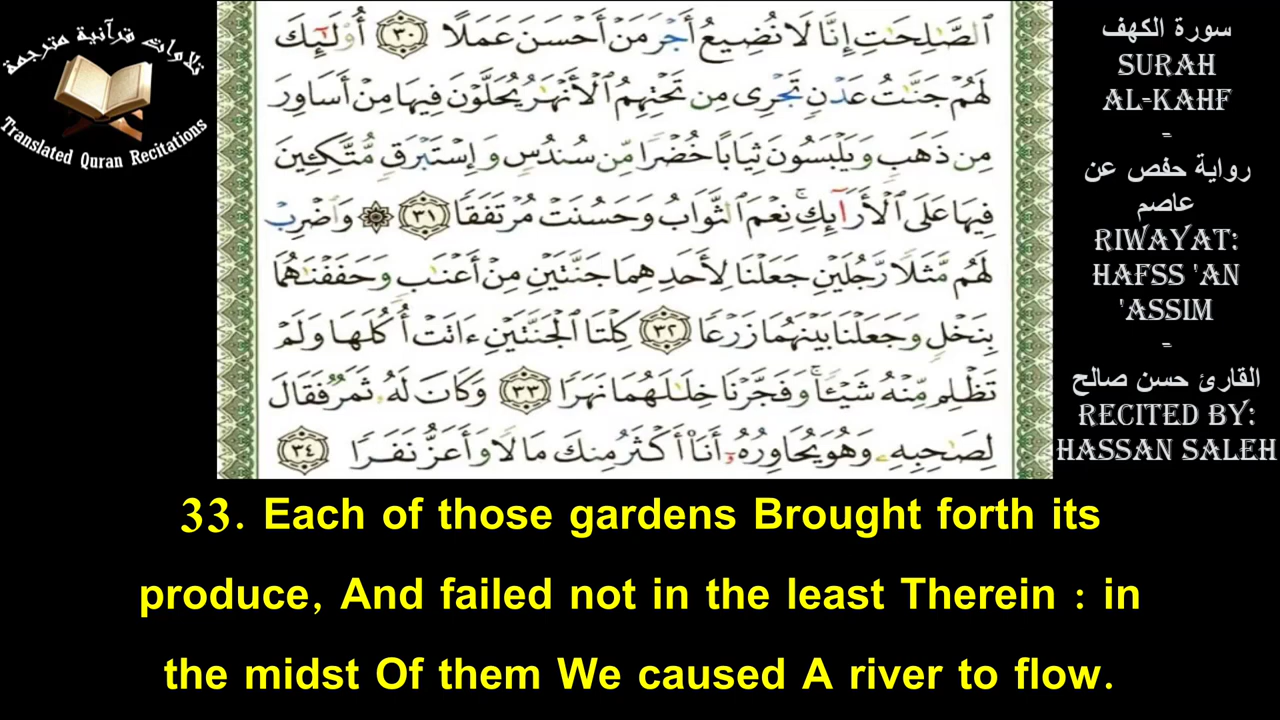 تلاوات قرآنية مترجمة
Translated Quran Recitations
ٱلصَّـٰلِحَـٰتِ إِنَّا لَا نُضِيعُ أَجْرَ مَنْ أَحْسَنَ عَمَلًا ٣٠ أُو۟لَـٰٓئِكَ
لَهُمْ جَنَّـٰتُ عَدْنٍ تَجْرِى مِن تَحْتِهِمُ ٱلْأَنْهَـٰرُ يُحَلَّوْنَ فِيهَا مِنْ أَسَاوِرَ
مِن ذَهَبٍ وَيَلْبَسُونَ ثِيَابًا خُضْرًا مِّن سُندُسٍ وَإِسْتَبْرَقٍ مُّتَّكِـِٔينَ
فِيهَا عَلَى ٱلْأَرَآئِكِ ۚ نِعْمَ ٱلثَّوَابُ وَحَسُنَتْ مُرْتَفَقًا ٣١ ۞ وَٱضْرِبْ
لَهُم مَّثَلًا رَّجُلَيْنِ جَعَلْنَا لِأَحَدِهِمَا جَنَّتَيْنِ مِنْ أَعْنَـٰبٍ وَحَفَفْنَـٰهُمَا
بِنَخْلٍ وَجَعَلْنَا بَيْنَهُمَا زَرْعًا ٣٢ كِلْتَا ٱلْجَنَّتَيْنِ ءَاتَتْ أُكُلَهَا وَلَمْ
تَظْلِم مِّنْهُ شَيْـًٔا ۚ وَفَجَّرْنَا خِلَـٰلَهُمَا نَهَرًا ٣٣ وَكَانَ لَهُۥ ثَمَرٌ فَقَالَ
لِصَـٰحِبِهِۦ وَهُوَ يُحَاوِرُهُۥٓ أَنَا۠ أَكْثَرُ مِنكَ مَالًا وَأَعَزُّ نَفَرًا ٣٤
سورة الكهف
SURAH
AL-KAHF
-
رواية حفص عن
عاصم
RIWAYAT:
HAFSS 'AN
'ASSIM
-
القارئ حسن صالح
RECITED BY:
HASSAN SALEH
33. Each of those gardens Brought forth its
produce, And failed not in the least Therein : in
the midst Of them We caused A river to flow.